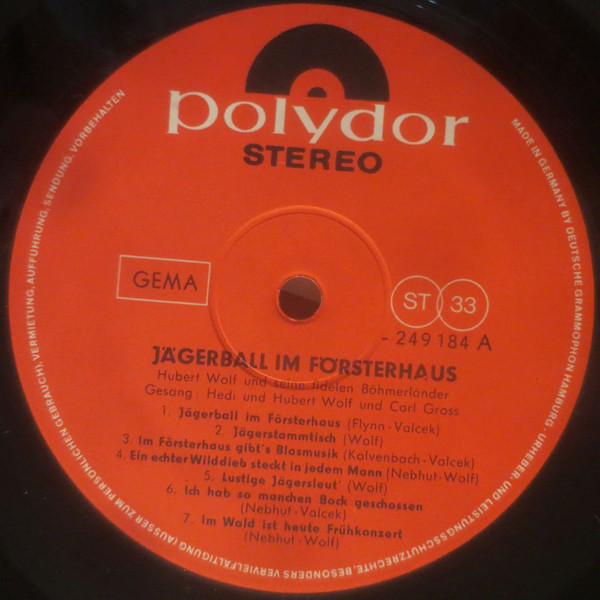 polydor
STEREO
GEMA
ST 33
- 249 184 A
JÄGERBALL IM FÖRSTERHAUS
Hubert Wolf und seine fidelen Böhmerländer
Gesang : Hedi und Hubert Wolf und Carl Gross
1. Jägerball im Försterhaus (Flynn-Valcek)
2. Jägerstammtisch (Wolf)
3. Im Försterhaus gibt's Blasmusik (Kalvenbach-Valcek)
4. Ein echter Wilddieb steckt in jedem Mann (Nebhut-Wolf)
5. Lustige Jägersleut' (Wolf)
6. Ich hab so manchen Bock geschossen
(Nebhut-Valcek)
7. Im Wald ist heute Frühkonzert
(Nebhut-Wolf)
MADE IN GERMANY BY DEUTSCHE GRAMMOPHON HAMBURG · URHEBER- UND LEISTUNGSSCHUTZRECHTE, BESONDERS VERVIELFÄLTIGUNG (AUSSER ZUM PERSÖNLICHEN GEBRAUCH), VERMIETUNG, AUFFÜHRUNG, SENDUNG, VORBEHALTEN